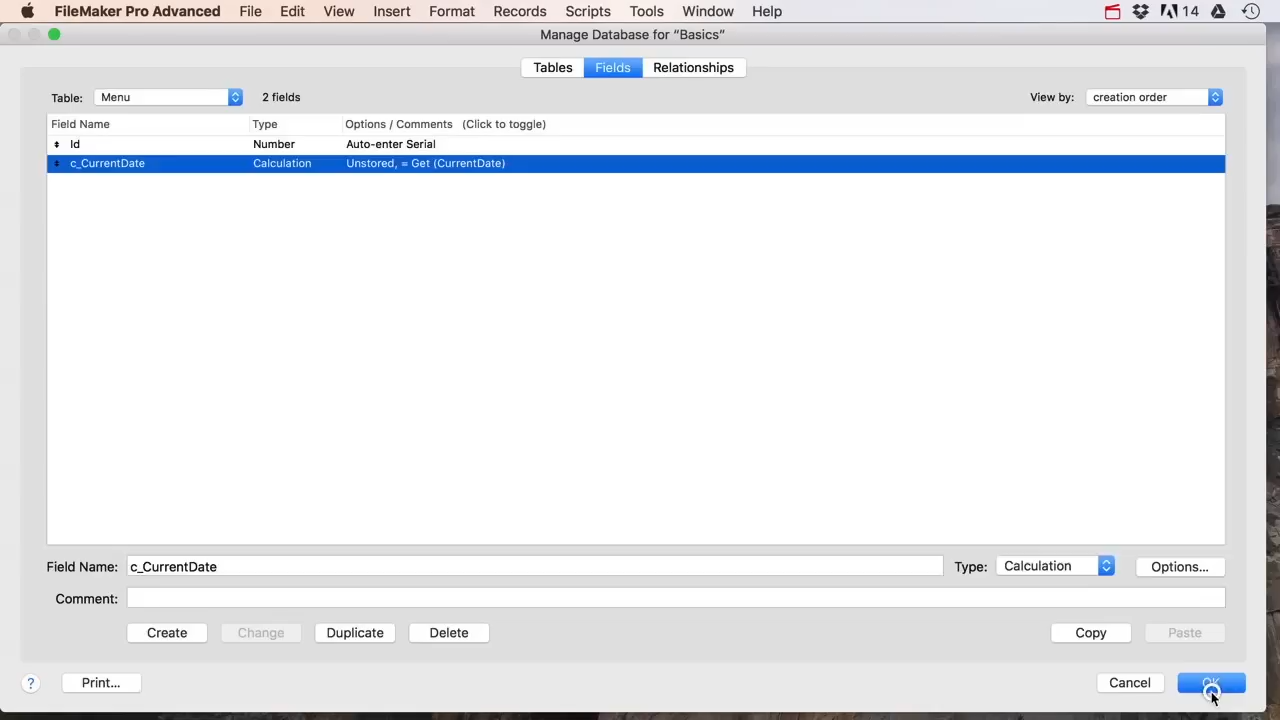 FileMaker Pro Advanced File Edit View Insert Format Records Scripts Tools Window Help 14
Manage Database for “Basics”
Tables Fields Relationships
Table: Menu 2 fields View by: creation order
Field Name Type Options / Comments (Click to toggle)
Id Number Auto-enter Serial
c_CurrentDate Calculation Unstored, = Get (CurrentDate)
Field Name: c_CurrentDate Type: Calculation Options...
Comment:
Create Change Duplicate Delete Copy Paste
? Print... Cancel OK